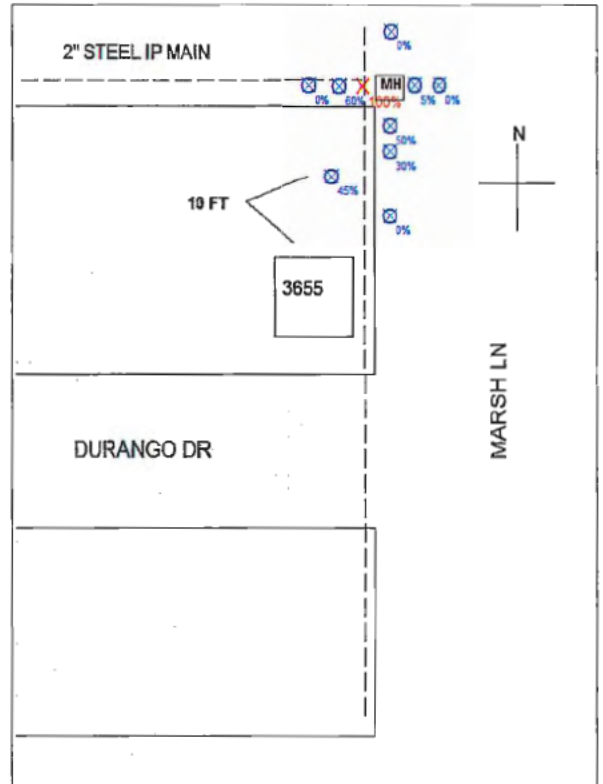 2" STEEL IP MAIN
0%
0% 60% 100% MH 5% 0%
50%
30%
45%
10 FT
0%
N
3655
MARSH LN
DURANGO DR